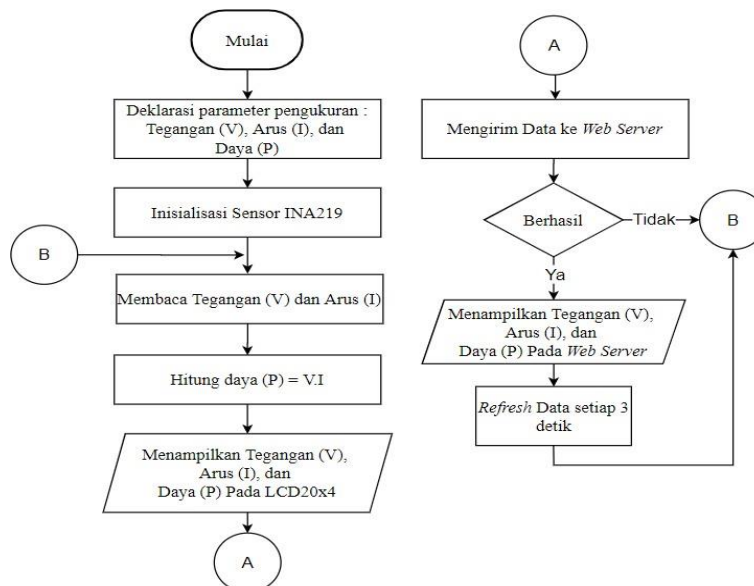 Mulai
Deklarasi parameter pengukuran :
Tegangan (V), Arus (I), dan
Daya (P)
Inisialisasi Sensor INA219
B
Membaca Tegangan (V) dan Arus (I)
Hitung daya (P) = V.I
Menampilkan Tegangan (V),
Arus (I), dan
Daya (P) Pada LCD20x4
A
A
Mengirim Data ke Web Server
Berhasil
Tidak
B
Ya
Menampilkan Tegangan (V),
Arus (I), dan
Daya (P) Pada Web Server
Refresh Data setiap 3
detik